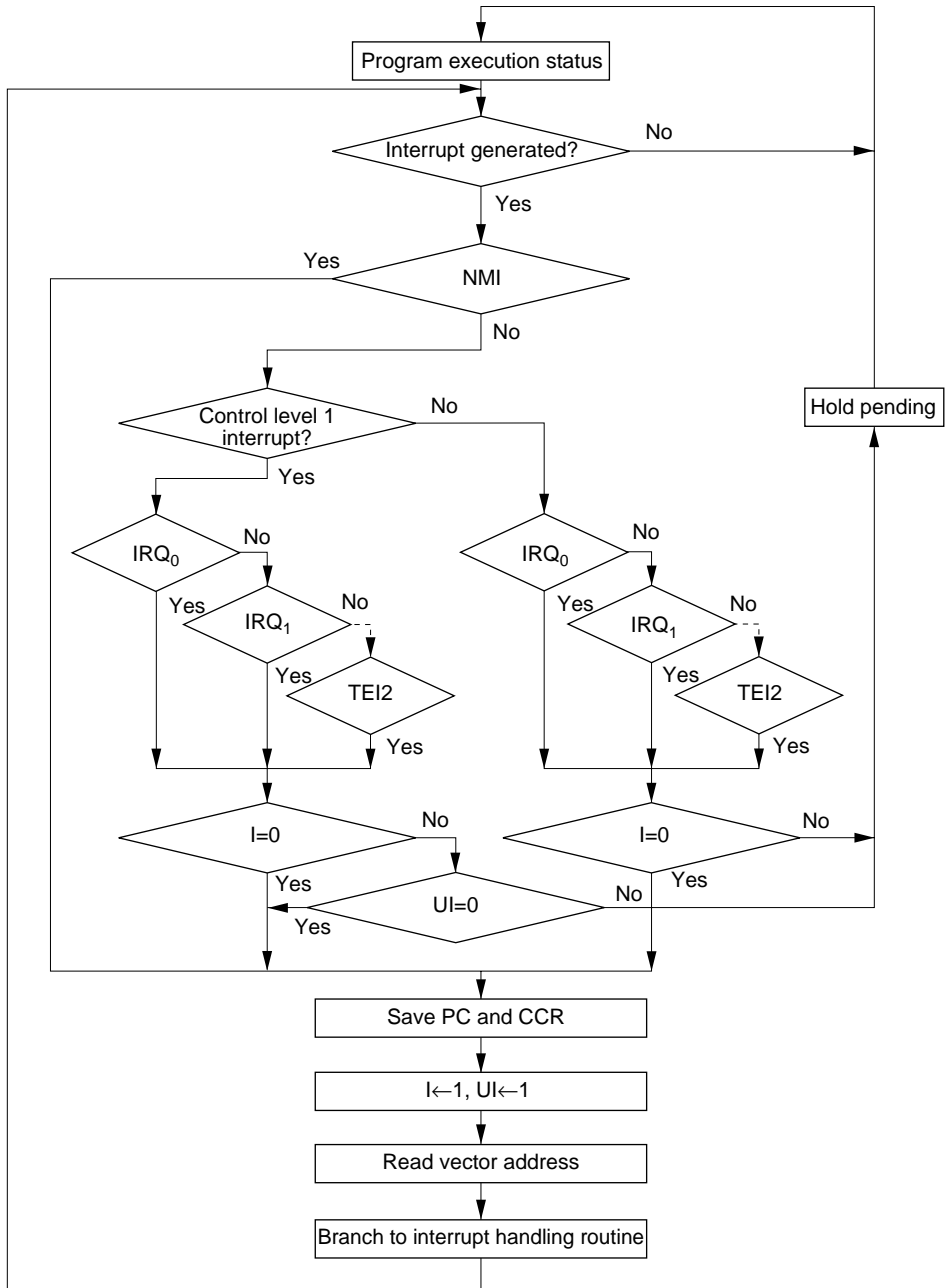 Program execution status
Interrupt generated?
No
Yes
Yes
NMI
No
Control level 1
interrupt?
No
Yes
Hold pending
IRQ0
No
Yes
IRQ1
No
Yes
TEI2
Yes
IRQ0
No
Yes
IRQ1
No
Yes
TEI2
Yes
I=0
No
Yes
UI=0
No
Yes
I=0
No
Yes
Save PC and CCR
I←1, UI←1
Read vector address
Branch to interrupt handling routine